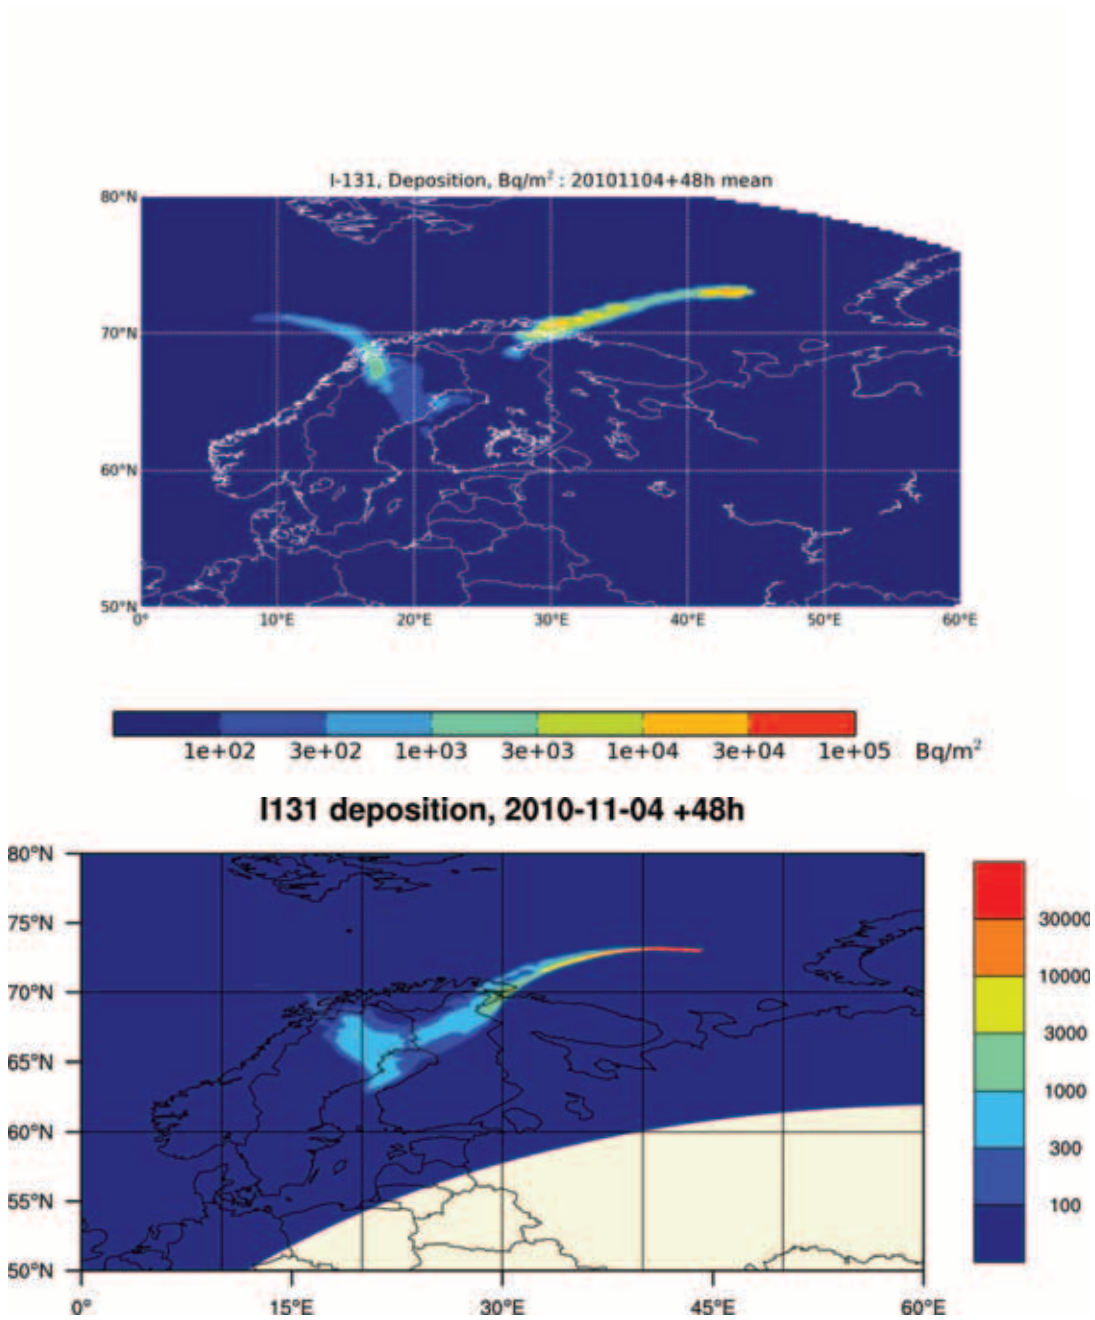 I-131, Deposition, Bq/m² : 20101104+48h mean
80°N
70°N
60°N
50°N
0° 10°E 20°E 30°E 40°E 50°E 60°E
1e+02 3e+02 1e+03 3e+03 1e+04 3e+04 1e+05 Bq/m²
I131 deposition, 2010-11-04 +48h
80°N
75°N
70°N
65°N
60°N
55°N
50°N
0° 15°E 30°E 45°E 60°E
30000
10000
3000
1000
300
100